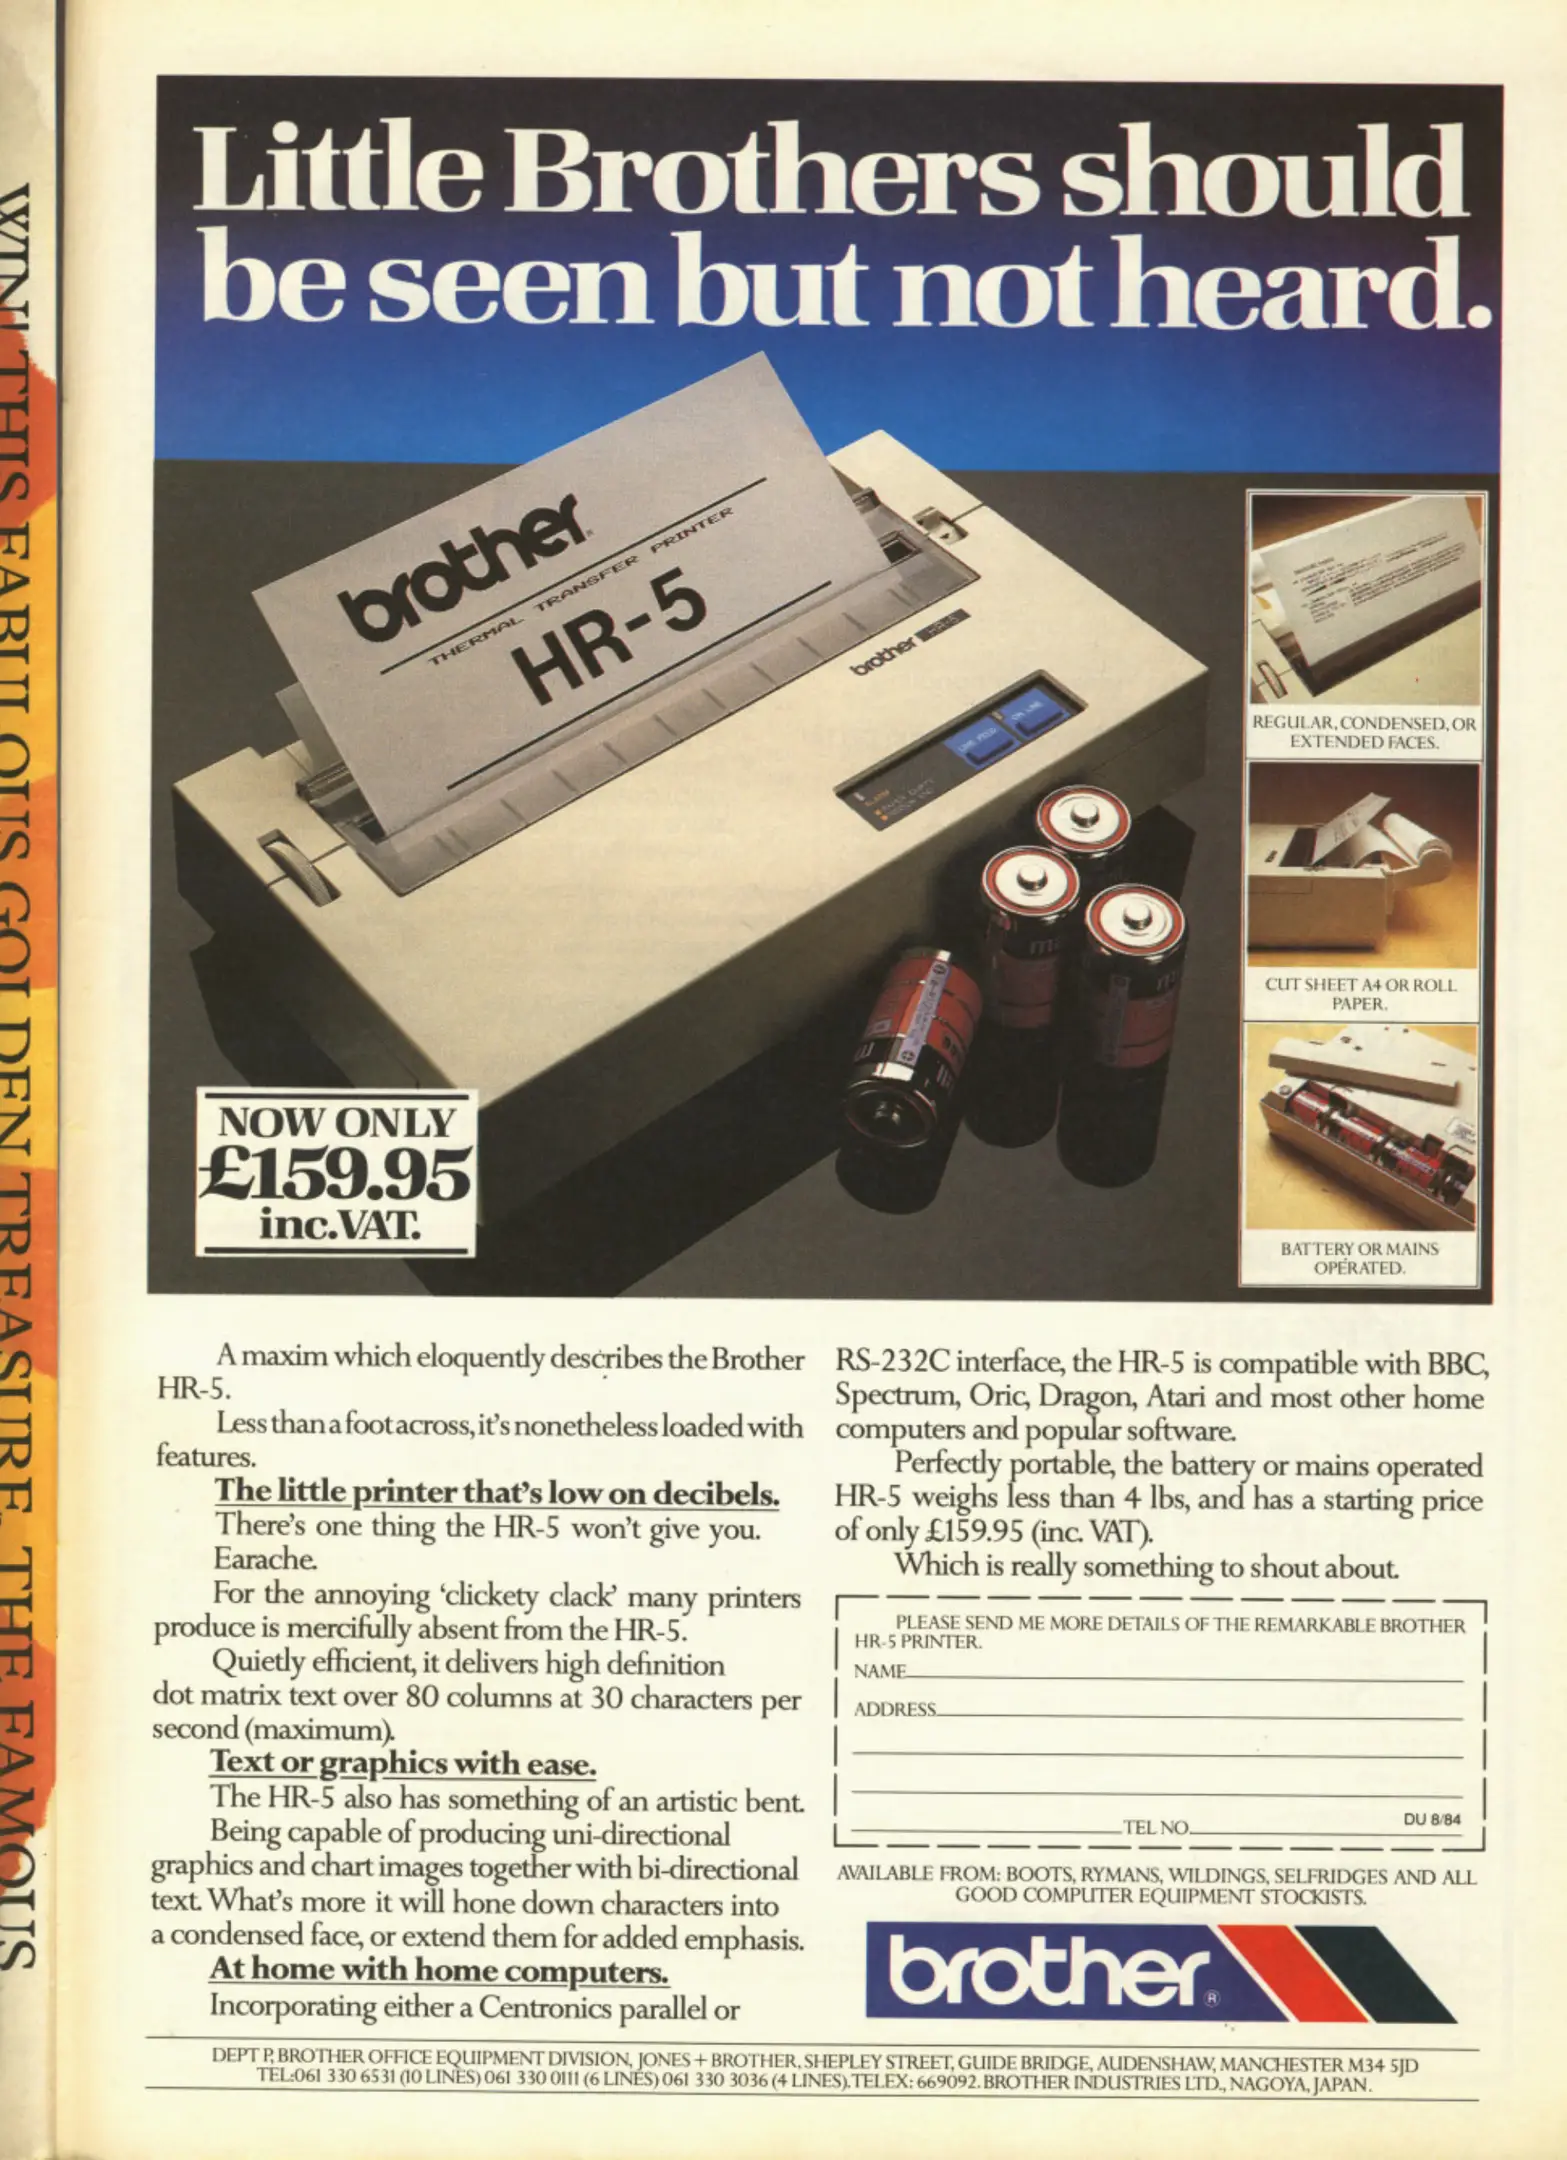 WIN! THIS FABULOUS GOLDEN TREASURE, THE FAMOUS
Little Brothers should
be seen but not heard.
brother®
THERMAL TRANSFER PRINTER
HR-5
brother HR-5
LINE FEED
ON LINE
ALARM
NOW ONLY
£159.95
inc.VAT.
REGULAR, CONDENSED, OR
EXTENDED FACES.
CUT SHEET A4 OR ROLL
PAPER.
BATTERY OR MAINS
OPERATED.
A maxim which eloquently describes the Brother
HR-5.
Less than a foot across, it's nonetheless loaded with
features.
The little printer that's low on decibels.
There's one thing the HR-5 won't give you.
Earache.
For the annoying 'clickety clack' many printers
produce is mercifully absent from the HR-5.
Quietly efficient, it delivers high definition
dot matrix text over 80 columns at 30 characters per
second (maximum).
Text or graphics with ease.
The HR-5 also has something of an artistic bent.
Being capable of producing uni-directional
graphics and chart images together with bi-directional
text. What's more it will hone down characters into
a condensed face, or extend them for added emphasis.
At home with home computers.
Incorporating either a Centronics parallel or
RS-232C interface, the HR-5 is compatible with BBC,
Spectrum, Oric, Dragon, Atari and most other home
computers and popular software.
Perfectly portable, the battery or mains operated
HR-5 weighs less than 4 lbs, and has a starting price
of only £159.95 (inc. VAT).
Which is really something to shout about.
PLEASE SEND ME MORE DETAILS OF THE REMARKABLE BROTHER
HR-5 PRINTER.
NAME
ADDRESS
TEL NO.
DU 8/84
AVAILABLE FROM: BOOTS, RYMANS, WILDINGS, SELFRIDGES AND ALL
GOOD COMPUTER EQUIPMENT STOCKISTS.
brother®
DEPT P, BROTHER OFFICE EQUIPMENT DIVISION, JONES + BROTHER, SHEPLEY STREET, GUIDE BRIDGE, AUDENSHAW, MANCHESTER M34 5JD
TEL:061 330 6531 (10 LINES) 061 330 0111 (6 LINES) 061 330 3036 (4 LINES). TELEX: 669092. BROTHER INDUSTRIES LTD., NAGOYA, JAPAN.